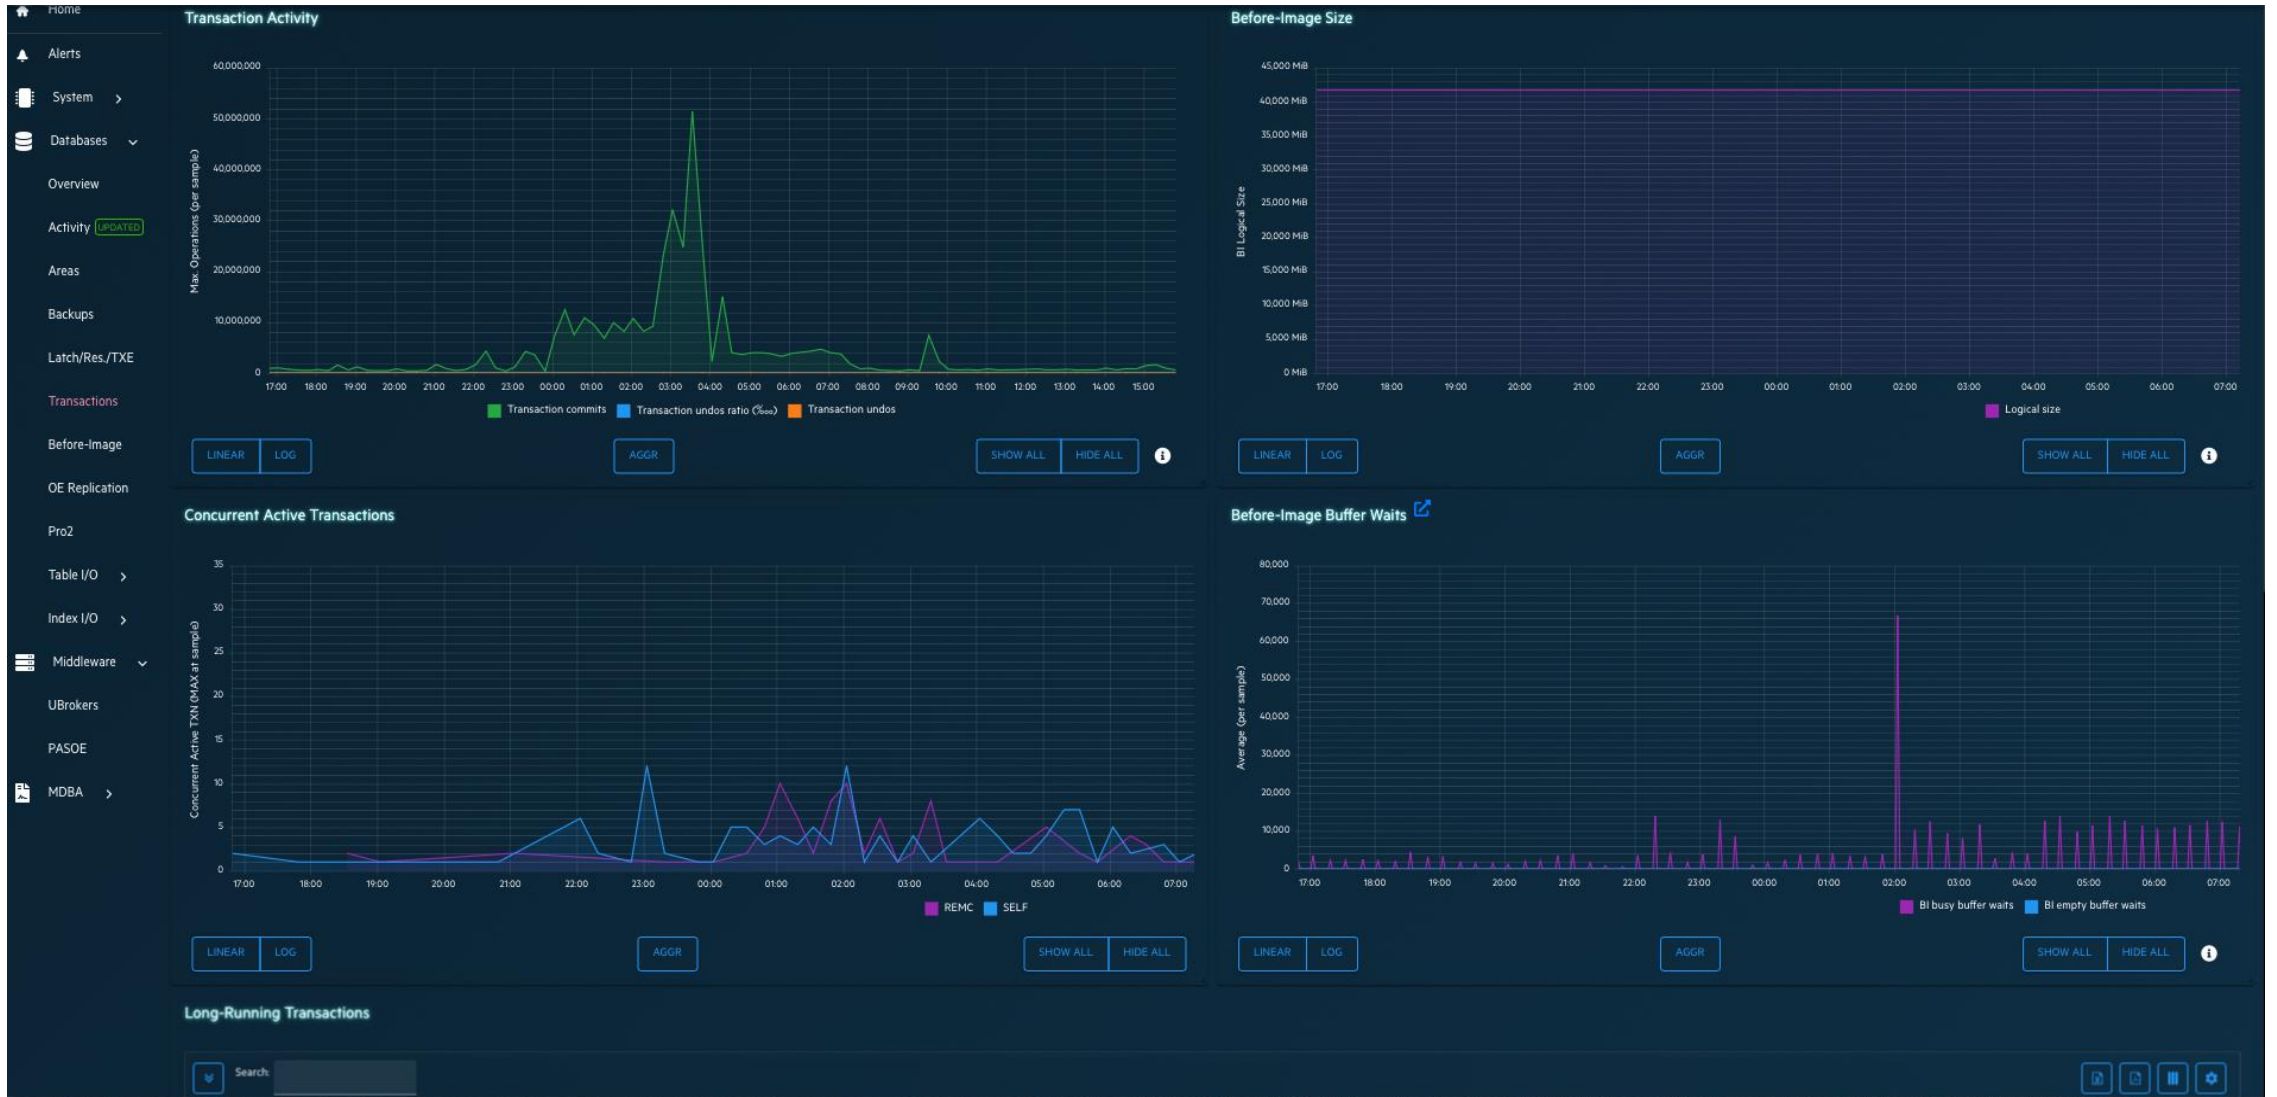 Home
Alerts
System
Databases
Overview
Activity UPDATED
Areas
Backups
Latch/Res./TXE
Transactions
Before-Image
OE Replication
Pro2
Table I/O
Index I/O
Middleware
UBrokers
PASOE
MDBA
Transaction Activity
Max. Operations (per sample)
60,000,000
50,000,000
40,000,000
30,000,000
20,000,000
10,000,000
0
17:00 18:00 19:00 20:00 21:00 22:00 23:00 00:00 01:00 02:00 03:00 04:00 05:00 06:00 07:00 08:00 09:00 10:00 11:00 12:00 13:00 14:00 15:00
Transaction commits Transaction undos ratio (‱) Transaction undos
LINEAR LOG AGGR SHOW ALL HIDE ALL
Before-Image Size
BI Logical Size
45,000 MiB
40,000 MiB
35,000 MiB
30,000 MiB
25,000 MiB
20,000 MiB
15,000 MiB
10,000 MiB
5,000 MiB
0 MiB
17:00 18:00 19:00 20:00 21:00 22:00 23:00 00:00 01:00 02:00 03:00 04:00 05:00 06:00 07:00
Logical size
LINEAR LOG AGGR SHOW ALL HIDE ALL
Concurrent Active Transactions
Concurrent Active TXN (MAX at sample)
35
30
25
20
15
10
5
0
17:00 18:00 19:00 20:00 21:00 22:00 23:00 00:00 01:00 02:00 03:00 04:00 05:00 06:00 07:00
REMC SELF
LINEAR LOG AGGR SHOW ALL HIDE ALL
Before-Image Buffer Waits
Average (per sample)
80,000
70,000
60,000
50,000
40,000
30,000
20,000
10,000
0
17:00 18:00 19:00 20:00 21:00 22:00 23:00 00:00 01:00 02:00 03:00 04:00 05:00 06:00 07:00
BI busy buffer waits BI empty buffer waits
LINEAR LOG AGGR SHOW ALL HIDE ALL
Long-Running Transactions
Search: